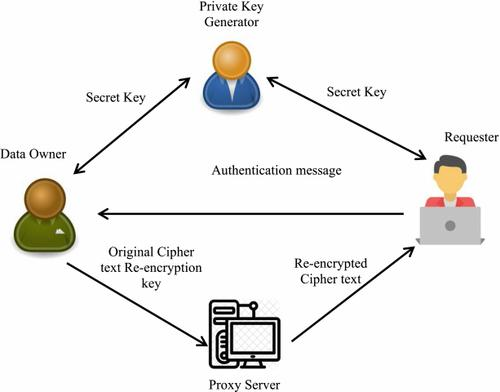 Private Key
Generator
Secret Key
Secret Key
Data Owner
Requester
Authentication message
Original Cipher
text Re-encryption
key
Re-encrypted
Cipher text
Proxy Server